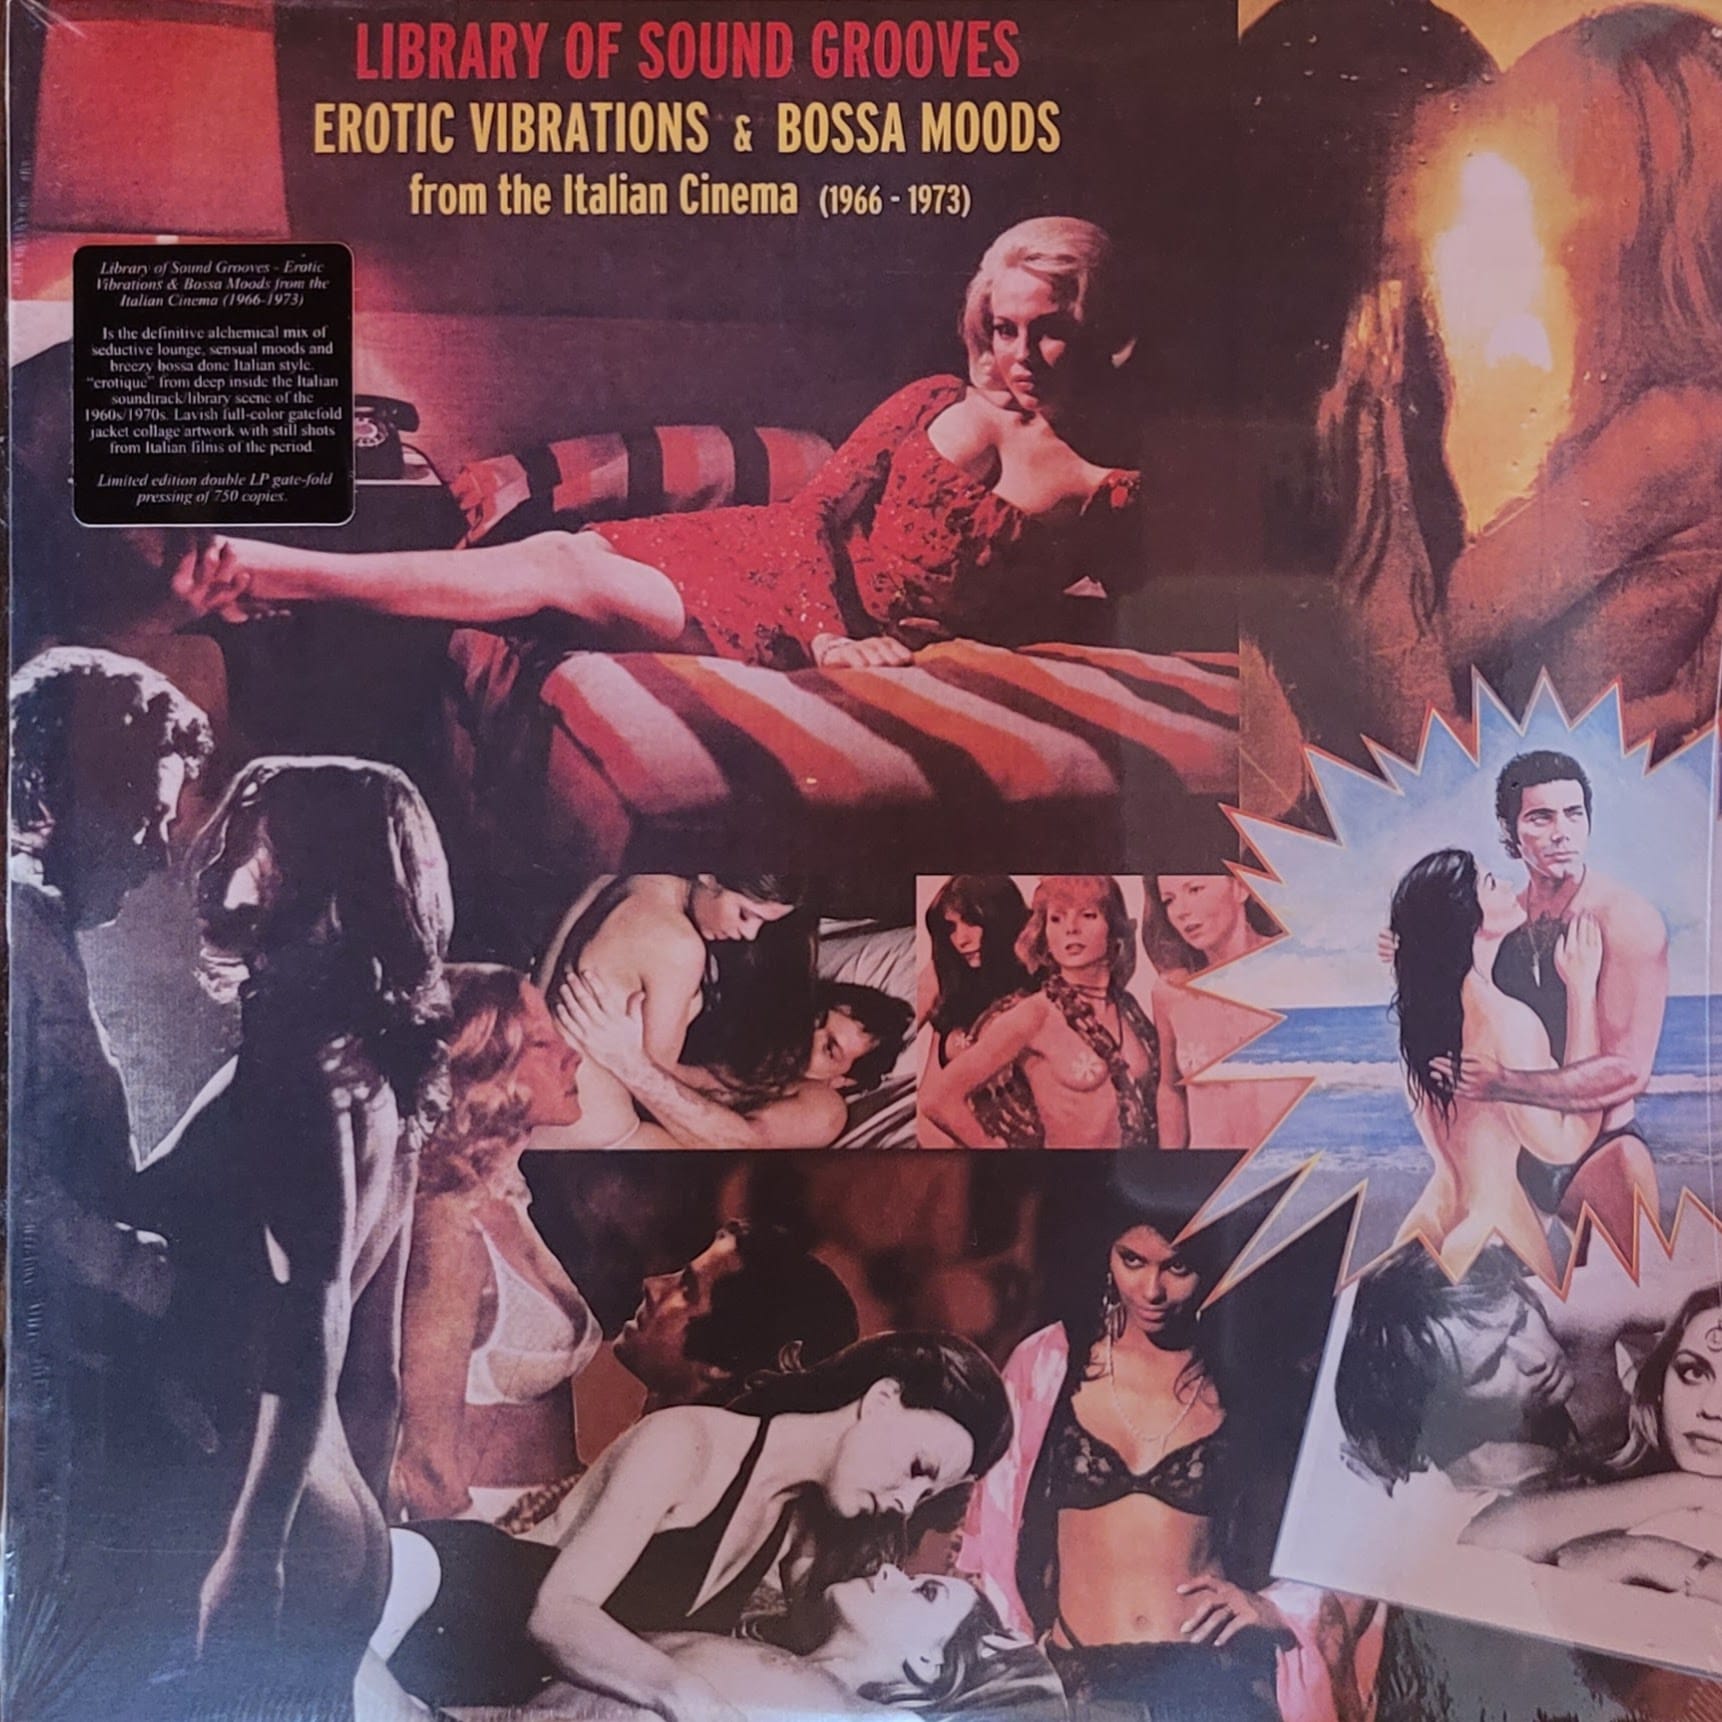 LIBRARY OF SOUND GROOVES
EROTIC VIBRATIONS & BOSSA MOODS
from the Italian Cinema (1966 - 1973)
Library of Sound Grooves - Erotic
Vibrations & Bossa Moods from the
Italian Cinema (1966-1973)
Is the definitive alchemical mix of
seductive lounge, sensual moods and
breezy bossa done Italian style.
"erotique" from deep inside the Italian
soundtrack/library scene of the
1960s/1970s. Lavish full-color gatefold
jacket collage artwork with still shots
from Italian films of the period.
Limited edition double LP gate-fold
pressing of 750 copies.